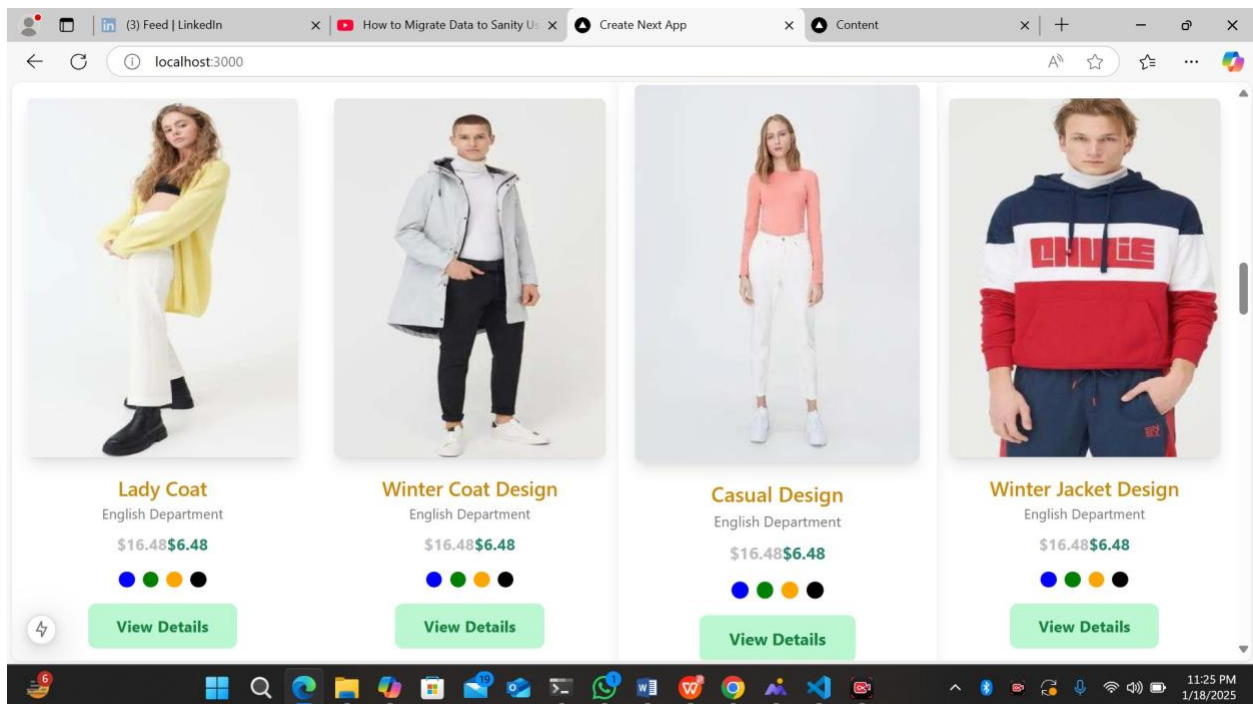 (3) Feed | LinkedIn
How to Migrate Data to Sanity Us
Create Next App
Content
localhost:3000
CHULIE
Lady Coat
English Department
$16.48$6.48
View Details
Winter Coat Design
English Department
$16.48$6.48
View Details
Casual Design
English Department
$16.48$6.48
View Details
Winter Jacket Design
English Department
$16.48$6.48
View Details
6
19
11:25 PM
1/18/2025